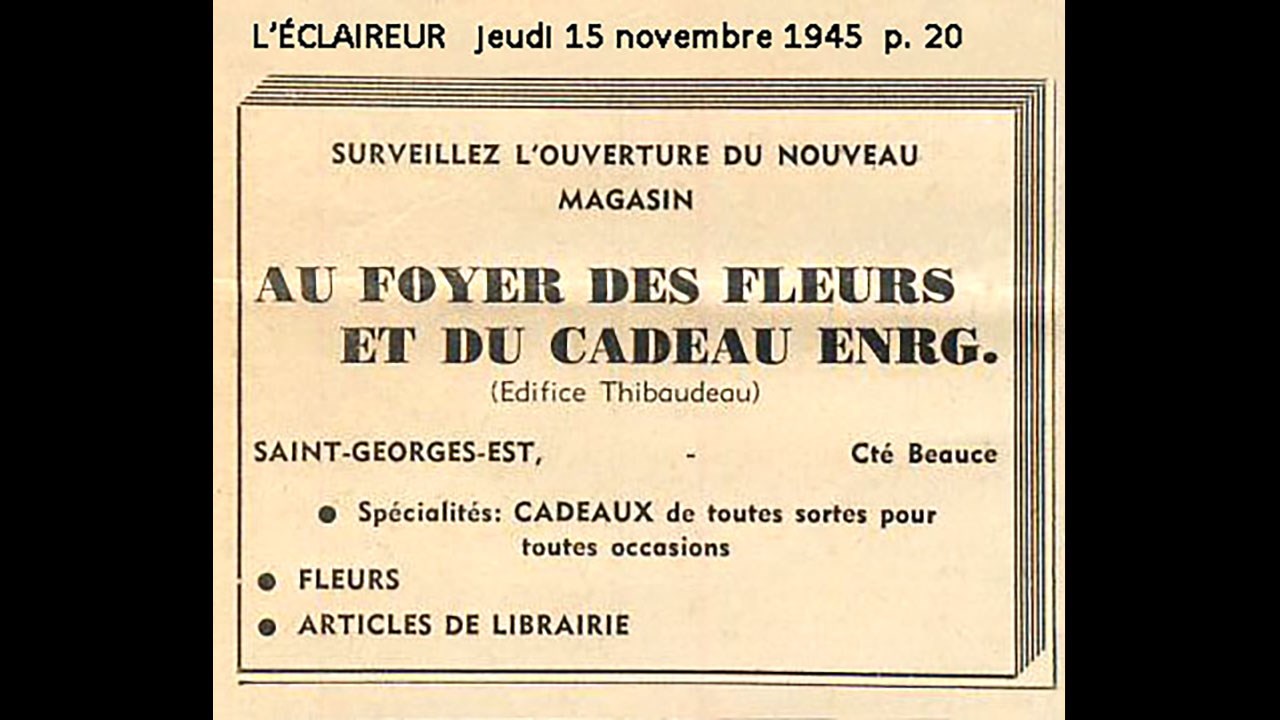 L'ÉCLAIREUR Jeudi 15 novembre 1945 p. 20
SURVEILLEZ L'OUVERTURE DU NOUVEAU
MAGASIN
AU FOYER DES FLEURS
ET DU CADEAU ENRG.
(Edifice Thibaudeau)
SAINT-GEORGES-EST, - Cté Beauce
● Spécialités: CADEAUX de toutes sortes pour
toutes occasions
● FLEURS
● ARTICLES DE LIBRAIRIE